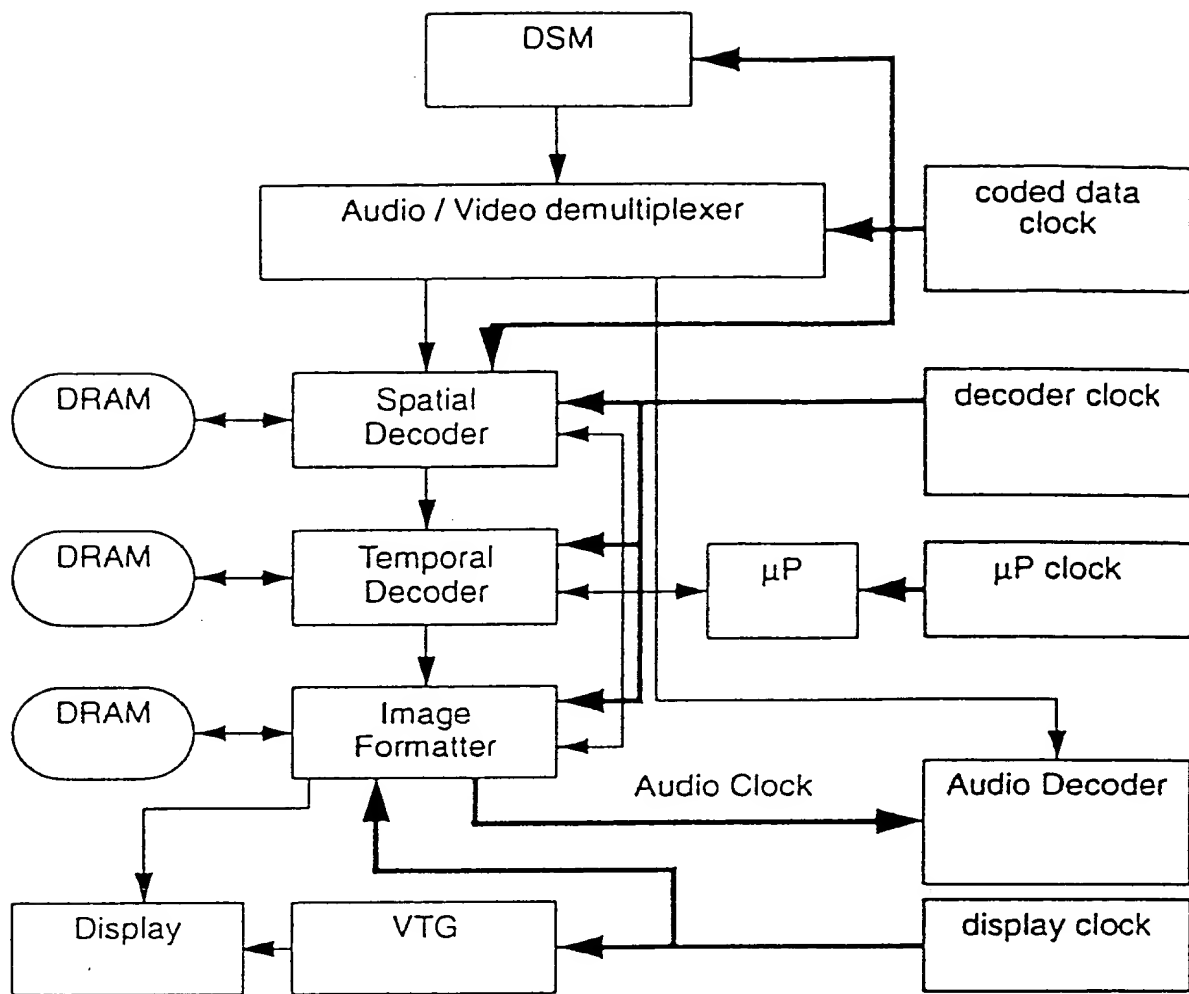 DSM
Audio / Video demultiplexer
coded data
clock
DRAM
Spatial
Decoder
decoder clock
DRAM
Temporal
Decoder
μP
μP clock
DRAM
Image
Formatter
Audio Clock
Audio Decoder
Display
VTG
display clock